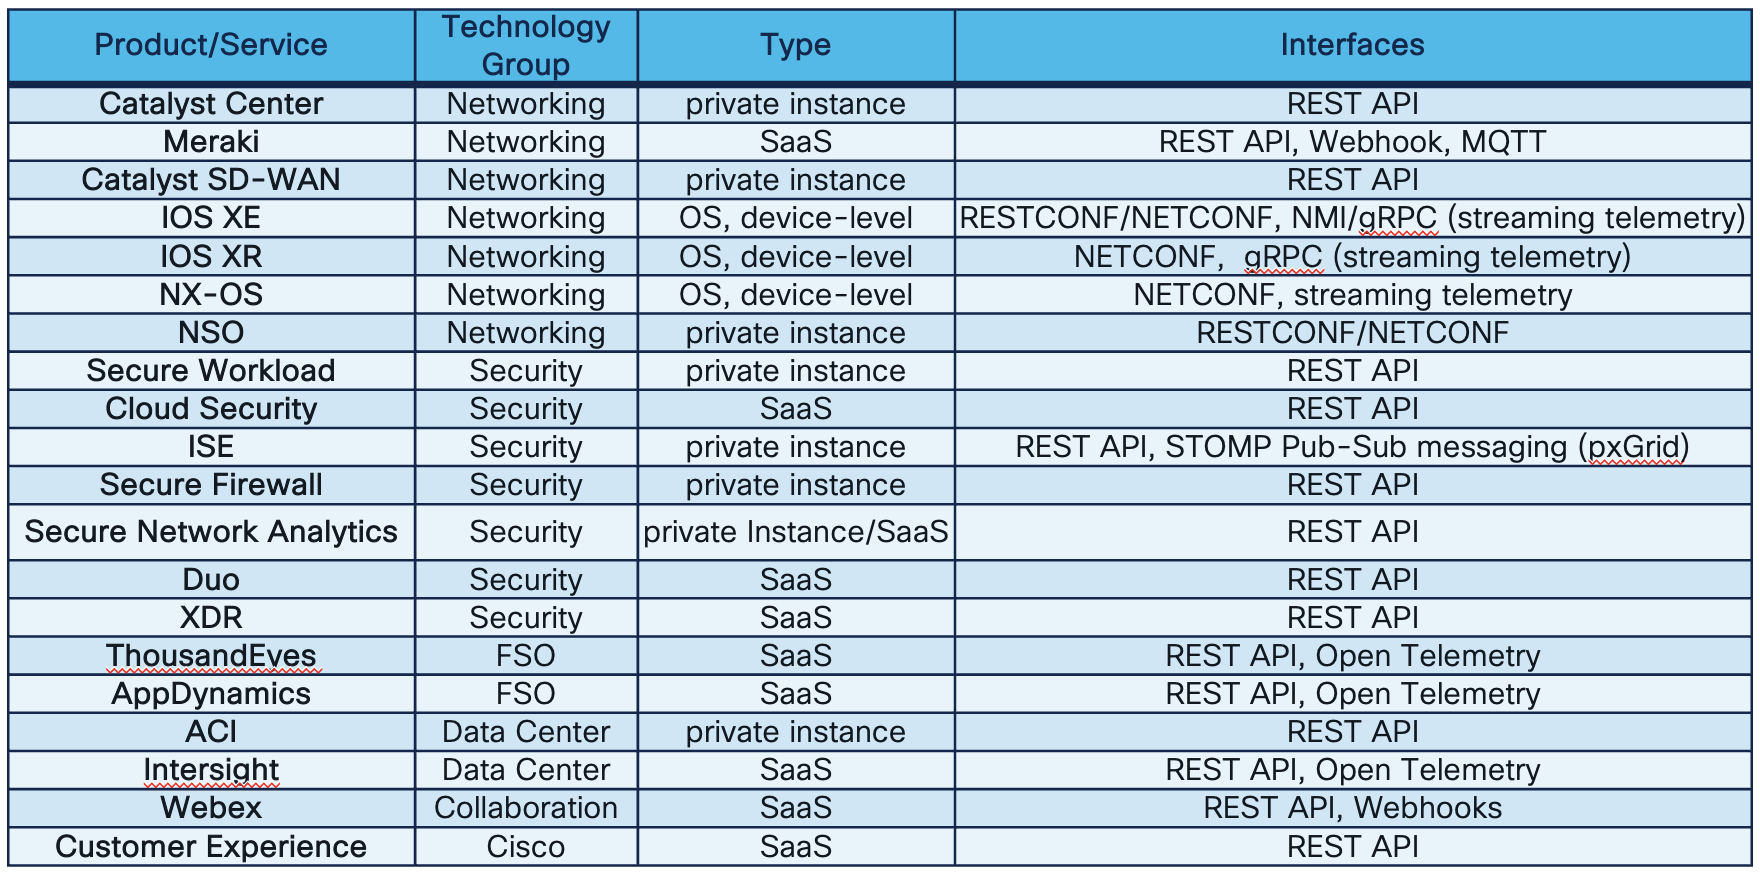 Product/Service Technology Group Type Interfaces
Catalyst Center Networking private instance REST API
Meraki Networking SaaS REST API, Webhook, MQTT
Catalyst SD-WAN Networking private instance REST API
IOS XE Networking OS, device-level RESTCONF/NETCONF, NMI/gRPC (streaming telemetry)
IOS XR Networking OS, device-level NETCONF, gRPC (streaming telemetry)
NX-OS Networking OS, device-level NETCONF, streaming telemetry
NSO Networking private instance RESTCONF/NETCONF
Secure Workload Security private instance REST API
Cloud Security Security SaaS REST API
ISE Security private instance REST API, STOMP Pub-Sub messaging (pxGrid)
Secure Firewall Security private instance REST API
Secure Network Analytics Security private Instance/SaaS REST API
Duo Security SaaS REST API
XDR Security SaaS REST API
ThousandEyes FSO SaaS REST API, Open Telemetry
AppDynamics FSO SaaS REST API, Open Telemetry
ACI Data Center private instance REST API
Intersight Data Center SaaS REST API, Open Telemetry
Webex Collaboration SaaS REST API, Webhooks
Customer Experience Cisco SaaS REST API